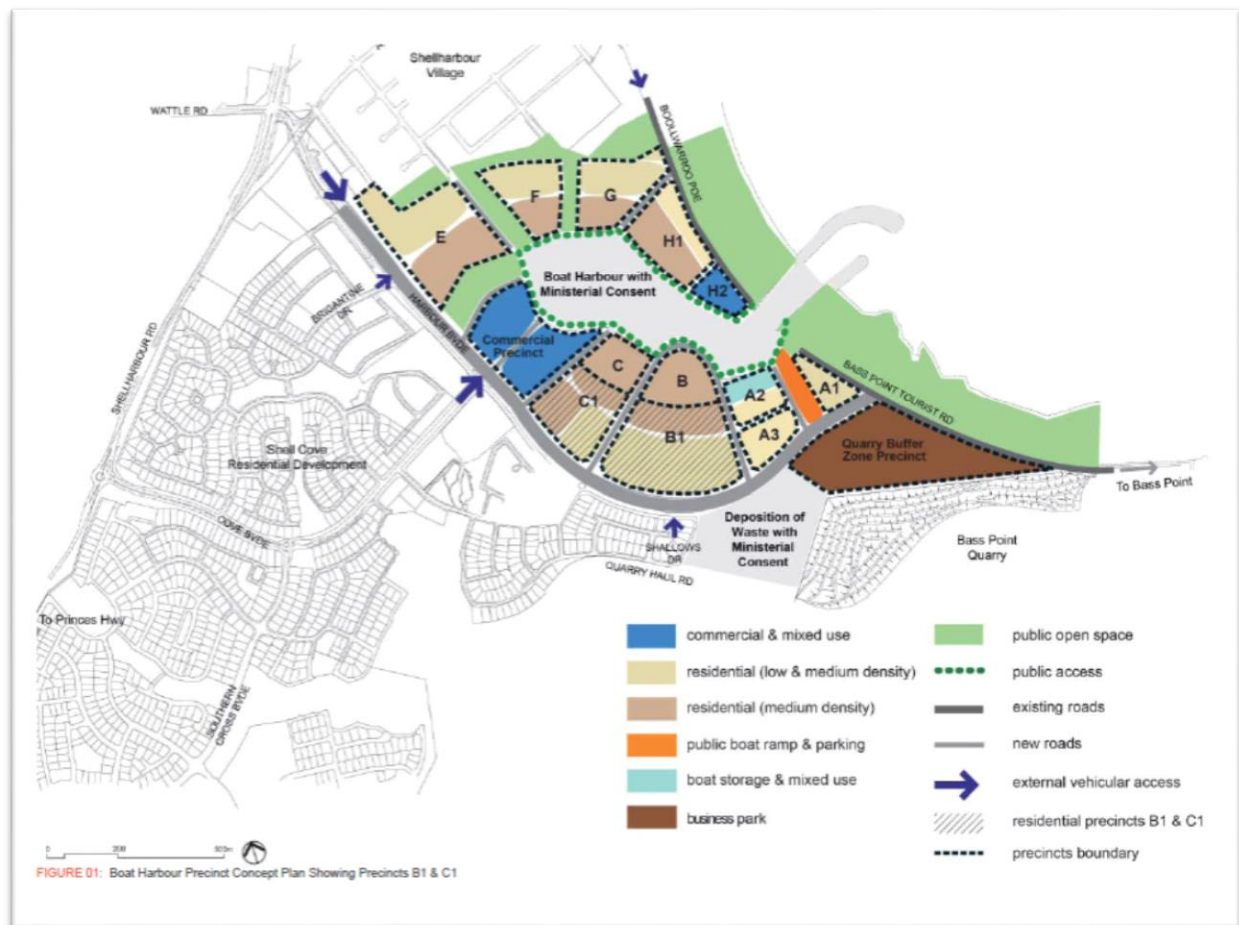 Shellharbour
Village
WATTLE RD
BOOLLWARROO PDE
SHELLHARBOUR RD
BRIGANTINE
DR
HARBOUR BVDE
E
F
G
H1
H2
Boat Harbour with
Ministerial Consent
Commercial
Precinct
C
C1
B
B1
A2
A3
A1
BASS POINT TOURIST RD
Quarry Buffer
Zone Precinct
To Bass Point
Shell Cove
Residential Development
COVE BVDE
SHALLOWS
DR
QUARRY HAUL RD
Deposition of
Waste with
Ministerial
Consent
Bass Point
Quarry
To Princes Hwy
SOUTHERN
CROSS BVDE
commercial & mixed use
residential (low & medium density)
residential (medium density)
public boat ramp & parking
boat storage & mixed use
business park
public open space
public access
existing roads
new roads
external vehicular access
residential precincts B1 & C1
precincts boundary
0 200 500m
FIGURE 01: Boat Harbour Precinct Concept Plan Showing Precincts B1 & C1